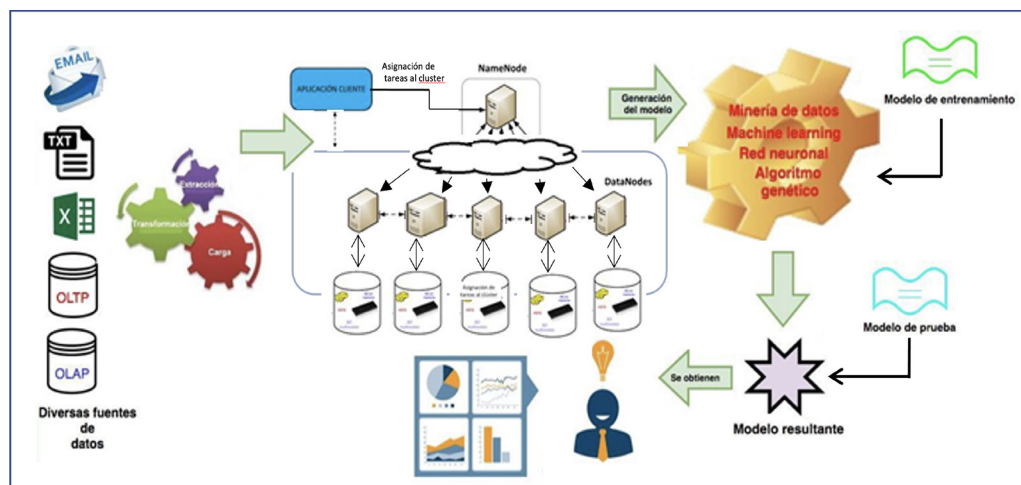 EMAIL
TXT
X
OLTP
OLAP
Diversas fuentes
de
datos
Extracción
Transformación
Carga
APLICACIÓN CLIENTE
Asignación de
tareas al cluster
NameNode
DataNodes
Asignación de
tareas al cluster
Generación
del modelo
Minería de datos
Machine learning
Red neuronal
Algoritmo
genético
Modelo de entrenamiento
Modelo de prueba
Modelo resultante
Se obtienen